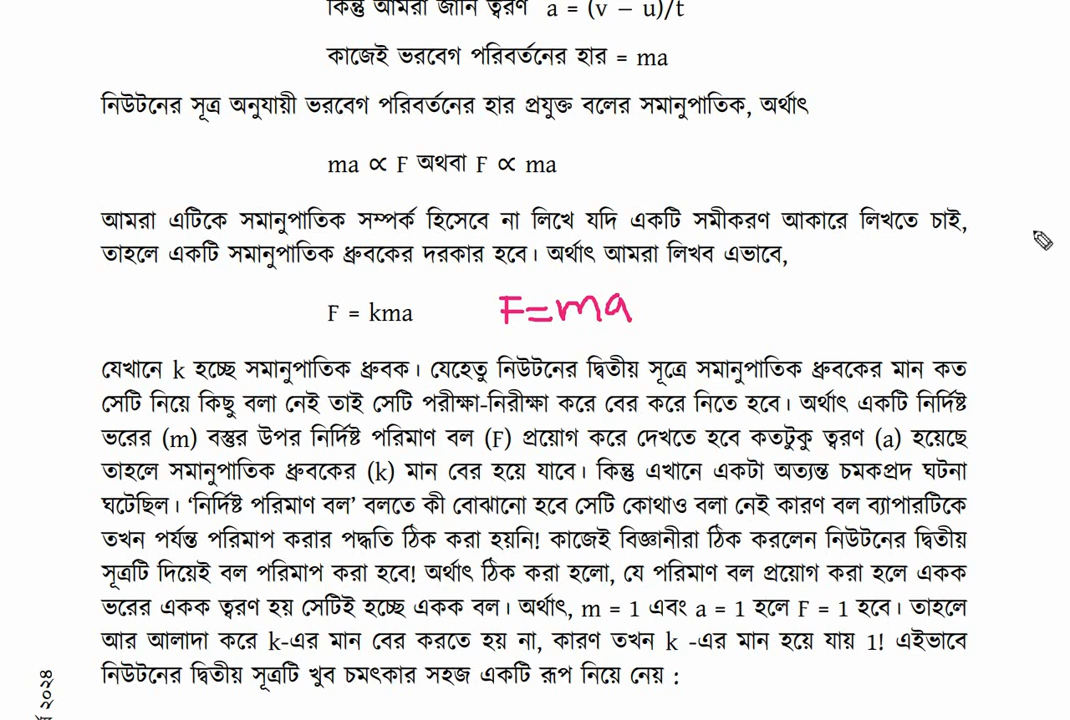 কিন্তু আমরা জানি ত্বরণ a = (v − u)/t
কাজেই ভরবেগ পরিবর্তনের হার = ma
নিউটনের সূত্র অনুযায়ী ভরবেগ পরিবর্তনের হার প্রযুক্ত বলের সমানুপাতিক, অর্থাৎ
ma ∝ F অথবা F ∝ ma
আমরা এটিকে সমানুপাতিক সম্পর্ক হিসেবে না লিখে যদি একটি সমীকরণ আকারে লিখতে চাই,
তাহলে একটি সমানুপাতিক ধ্রুবকের দরকার হবে। অর্থাৎ আমরা লিখব এভাবে,
F = kma F=ma
যেখানে k হচ্ছে সমানুপাতিক ধ্রুবক। যেহেতু নিউটনের দ্বিতীয় সূত্রে সমানুপাতিক ধ্রুবকের মান কত
সেটি নিয়ে কিছু বলা নেই তাই সেটি পরীক্ষা-নিরীক্ষা করে বের করে নিতে হবে। অর্থাৎ একটি নির্দিষ্ট
ভরের (m) বস্তুর উপর নির্দিষ্ট পরিমাণ বল (F) প্রয়োগ করে দেখতে হবে কতটুকু ত্বরণ (a) হয়েছে
তাহলে সমানুপাতিক ধ্রুবকের (k) মান বের হয়ে যাবে। কিন্তু এখানে একটা অত্যন্ত চমকপ্রদ ঘটনা
ঘটেছিল। ‘নির্দিষ্ট পরিমাণ বল’ বলতে কী বোঝানো হবে সেটি কোথাও বলা নেই কারণ বল ব্যাপারটিকে
তখন পর্যন্ত পরিমাপ করার পদ্ধতি ঠিক করা হয়নি! কাজেই বিজ্ঞানীরা ঠিক করলেন নিউটনের দ্বিতীয়
সূত্রটি দিয়েই বল পরিমাপ করা হবে! অর্থাৎ ঠিক করা হলো, যে পরিমাণ বল প্রয়োগ করা হলে একক
ভরের একক ত্বরণ হয় সেটিই হচ্ছে একক বল। অর্থাৎ, m = 1 এবং a = 1 হলে F = 1 হবে। তাহলে
আর আলাদা করে k-এর মান বের করতে হয় না, কারণ তখন k -এর মান হয়ে যায় 1! এইভাবে
নিউটনের দ্বিতীয় সূত্রটি খুব চমৎকার সহজ একটি রূপ নিয়ে নেয় :
২০২৪